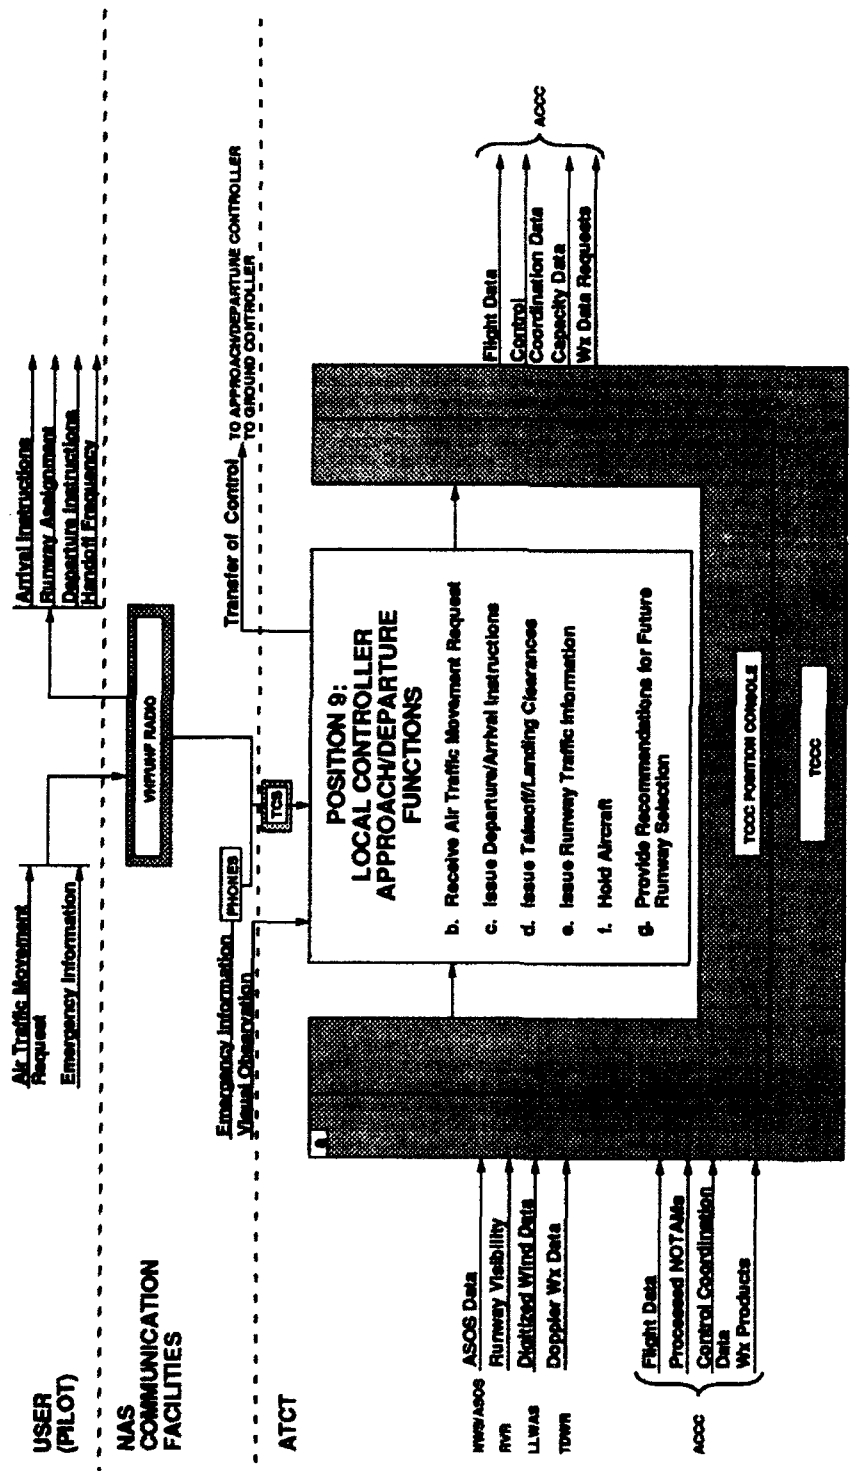 USER
(PILOT)
Air Traffic Movement
Request
Emergency Information
Arrival Instructions
Runway Assignment
Departure Instructions
Handoff Frequency
NAS
COMMUNICATION
FACILITIES
VHF/UHF RADIO
Emergency Information
PHONES
Visual Observation
Transfer of Control
TO APPROACH/DEPARTURE CONTROLLER
TO GROUND CONTROLLER
ATCT
TCS
a
POSITION 9:
LOCAL CONTROLLER
APPROACH/DEPARTURE
FUNCTIONS
b. Receive Air Traffic Movement Request
c. Issue Departure/Arrival Instructions
d. Issue Takeoff/Landing Clearances
e. Issue Runway Traffic Information
f. Hold Aircraft
g. Provide Recommendations for Future
Runway Selection
NWS/ASOS ASOS Data
RVR Runway Visibility
LLWAS Digitized Wind Data
TDWR Doppler Wx Data
ACCC
Flight Data
Processed NOTAMs
Control Coordination
Data
Wx Products
Flight Data
Control
Coordination Data
Capacity Data
Wx Data Requests
ACCC
TCCC POSITION CONSOLE
TCCC